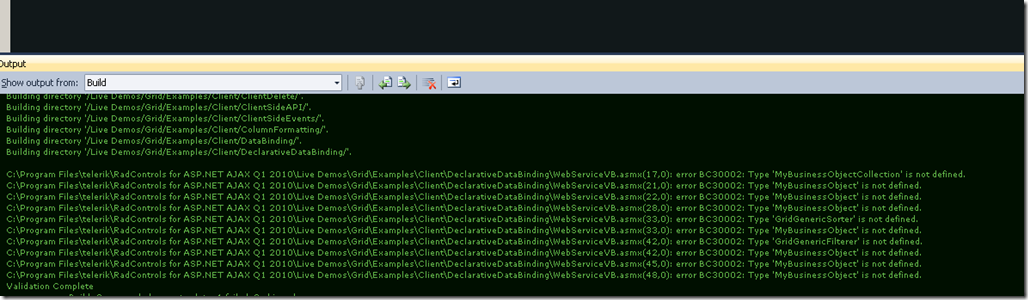 Output
Show output from: Build
Building directory '/Live Demos/Grid/Examples/Client/ClientDelete/'.
Building directory '/Live Demos/Grid/Examples/Client/ClientSideAPI/'.
Building directory '/Live Demos/Grid/Examples/Client/ClientSideEvents/'.
Building directory '/Live Demos/Grid/Examples/Client/ColumnFormatting/'.
Building directory '/Live Demos/Grid/Examples/Client/DataBinding/'.
Building directory '/Live Demos/Grid/Examples/Client/DeclarativeDataBinding/'.
C:\Program Files\telerik\RadControls for ASP.NET AJAX Q1 2010\Live Demos\Grid\Examples\Client\DeclarativeDataBinding\WebServiceVB.asmx(17,0): error BC30002: Type 'MyBusinessObjectCollection' is not defined.
C:\Program Files\telerik\RadControls for ASP.NET AJAX Q1 2010\Live Demos\Grid\Examples\Client\DeclarativeDataBinding\WebServiceVB.asmx(21,0): error BC30002: Type 'MyBusinessObject' is not defined.
C:\Program Files\telerik\RadControls for ASP.NET AJAX Q1 2010\Live Demos\Grid\Examples\Client\DeclarativeDataBinding\WebServiceVB.asmx(22,0): error BC30002: Type 'MyBusinessObject' is not defined.
C:\Program Files\telerik\RadControls for ASP.NET AJAX Q1 2010\Live Demos\Grid\Examples\Client\DeclarativeDataBinding\WebServiceVB.asmx(28,0): error BC30002: Type 'MyBusinessObject' is not defined.
C:\Program Files\telerik\RadControls for ASP.NET AJAX Q1 2010\Live Demos\Grid\Examples\Client\DeclarativeDataBinding\WebServiceVB.asmx(33,0): error BC30002: Type 'GridGenericSorter' is not defined.
C:\Program Files\telerik\RadControls for ASP.NET AJAX Q1 2010\Live Demos\Grid\Examples\Client\DeclarativeDataBinding\WebServiceVB.asmx(33,0): error BC30002: Type 'MyBusinessObject' is not defined.
C:\Program Files\telerik\RadControls for ASP.NET AJAX Q1 2010\Live Demos\Grid\Examples\Client\DeclarativeDataBinding\WebServiceVB.asmx(42,0): error BC30002: Type 'GridGenericFilterer' is not defined.
C:\Program Files\telerik\RadControls for ASP.NET AJAX Q1 2010\Live Demos\Grid\Examples\Client\DeclarativeDataBinding\WebServiceVB.asmx(42,0): error BC30002: Type 'MyBusinessObject' is not defined.
C:\Program Files\telerik\RadControls for ASP.NET AJAX Q1 2010\Live Demos\Grid\Examples\Client\DeclarativeDataBinding\WebServiceVB.asmx(45,0): error BC30002: Type 'MyBusinessObject' is not defined.
C:\Program Files\telerik\RadControls for ASP.NET AJAX Q1 2010\Live Demos\Grid\Examples\Client\DeclarativeDataBinding\WebServiceVB.asmx(48,0): error BC30002: Type 'MyBusinessObject' is not defined.
Validation Complete